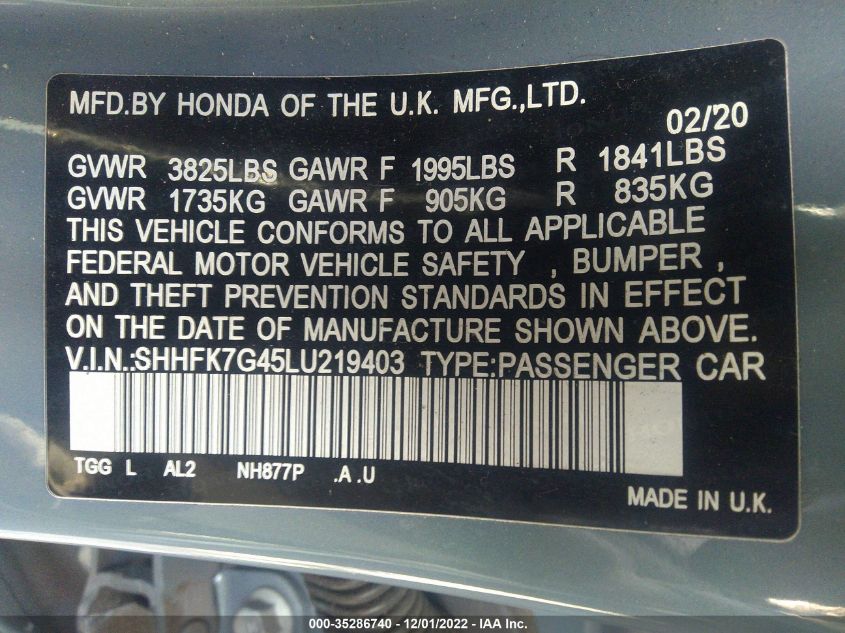 MFD.BY HONDA OF THE U.K. MFG.,LTD.
02/20
GVWR 3825LBS GAWR F 1995LBS R 1841LBS
GVWR 1735KG GAWR F 905KG R 835KG
THIS VEHICLE CONFORMS TO ALL APPLICABLE
FEDERAL MOTOR VEHICLE SAFETY , BUMPER ,
AND THEFT PREVENTION STANDARDS IN EFFECT
ON THE DATE OF MANUFACTURE SHOWN ABOVE.
V.I.N.:SHHFK7G45LU219403 TYPE:PASSENGER CAR
TGG L AL2 NH877P .A .U
MADE IN U.K.
000-35286740 - 12/01/2022 - IAA Inc.